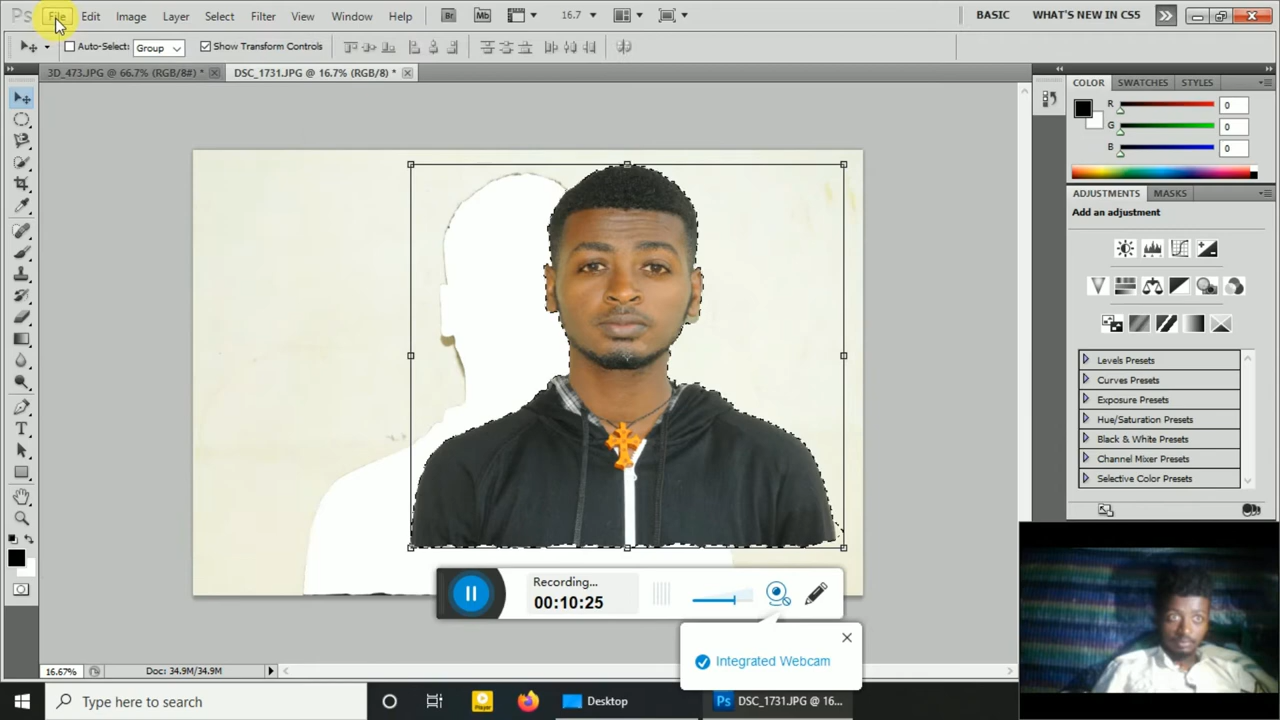 Ps File Edit Image Layer Select Filter View Window Help Br Mb 16.7 BASIC WHAT'S NEW IN CS5
Auto-Select: Group Show Transform Controls
3D_473.JPG @ 66.7% (RGB/8#) * DSC_1731.JPG @ 16.7% (RGB/8) *
COLOR SWATCHES STYLES
R 0
G 0
B 0
ADJUSTMENTS MASKS
Add an adjustment
Levels Presets
Curves Presets
Exposure Presets
Hue/Saturation Presets
Black & White Presets
Channel Mixer Presets
Selective Color Presets
Recording...
00:10:25
Integrated Webcam
16.67% Doc: 34.9M/34.9M
Type here to search Player Desktop Ps DSC_1731.JPG @ 16...